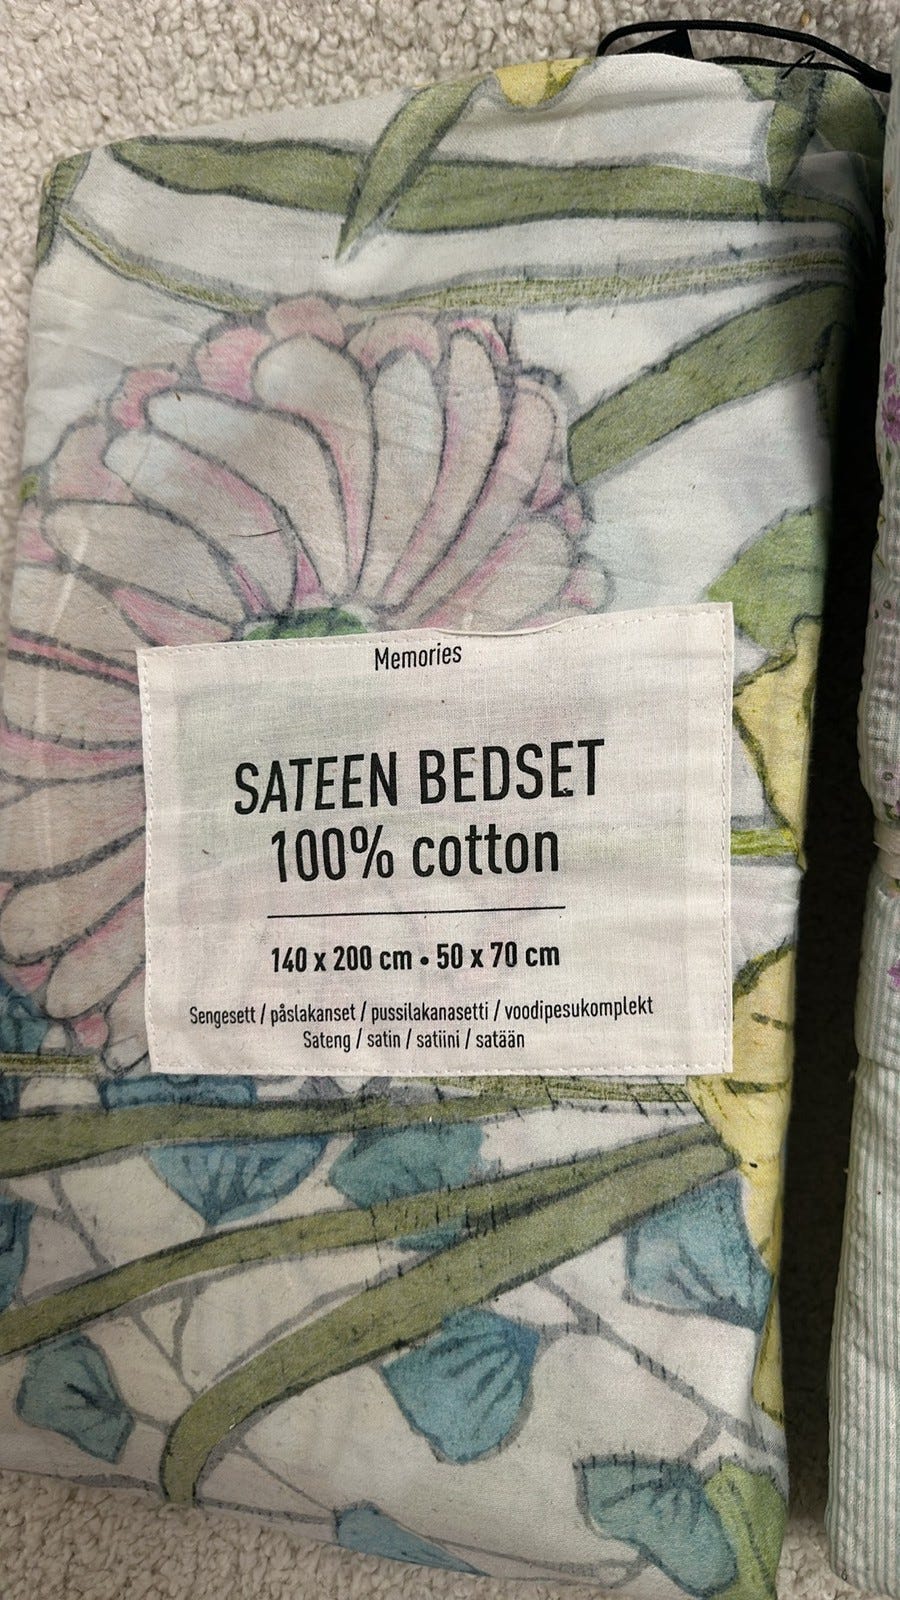 Memories
SATEEN BEDSET
100% cotton
140 x 200 cm • 50 x 70 cm
Sengesett / påslakanset / pussilakanasetti / voodipesukomplekt
Sateng / satin / satiini / satään